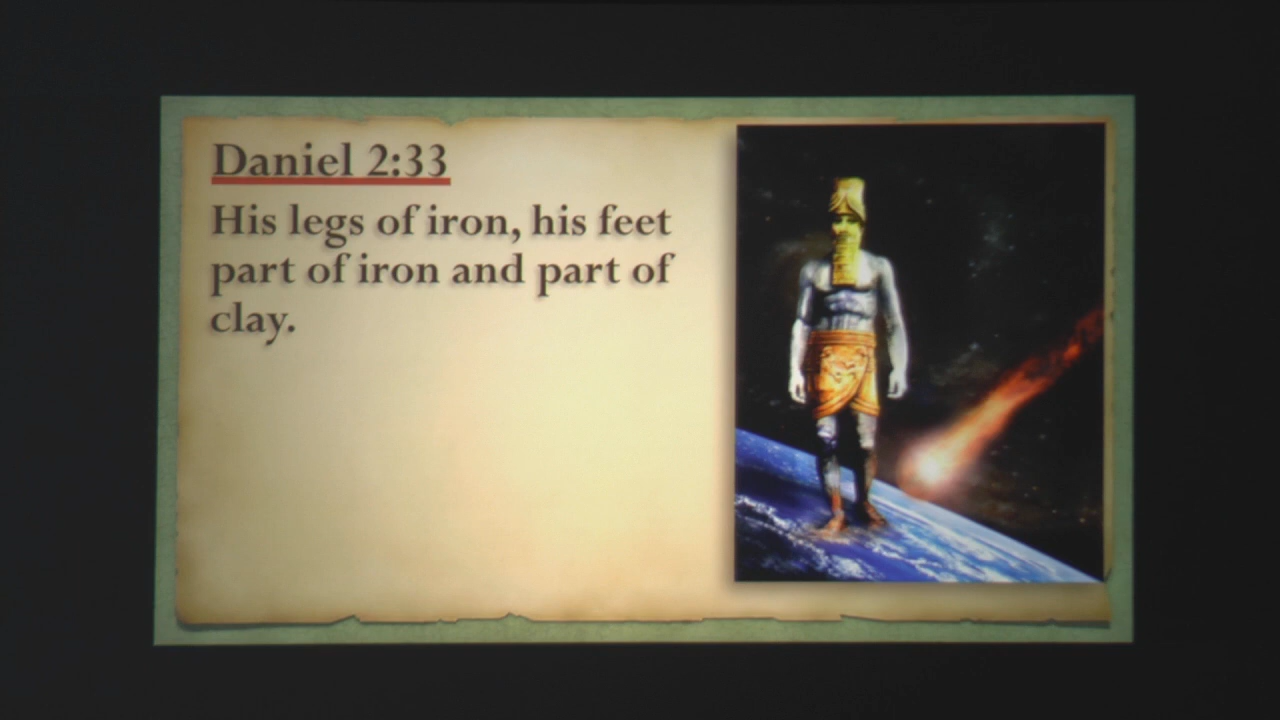 Daniel 2:33
His legs of iron, his feet
part of iron and part of
clay.